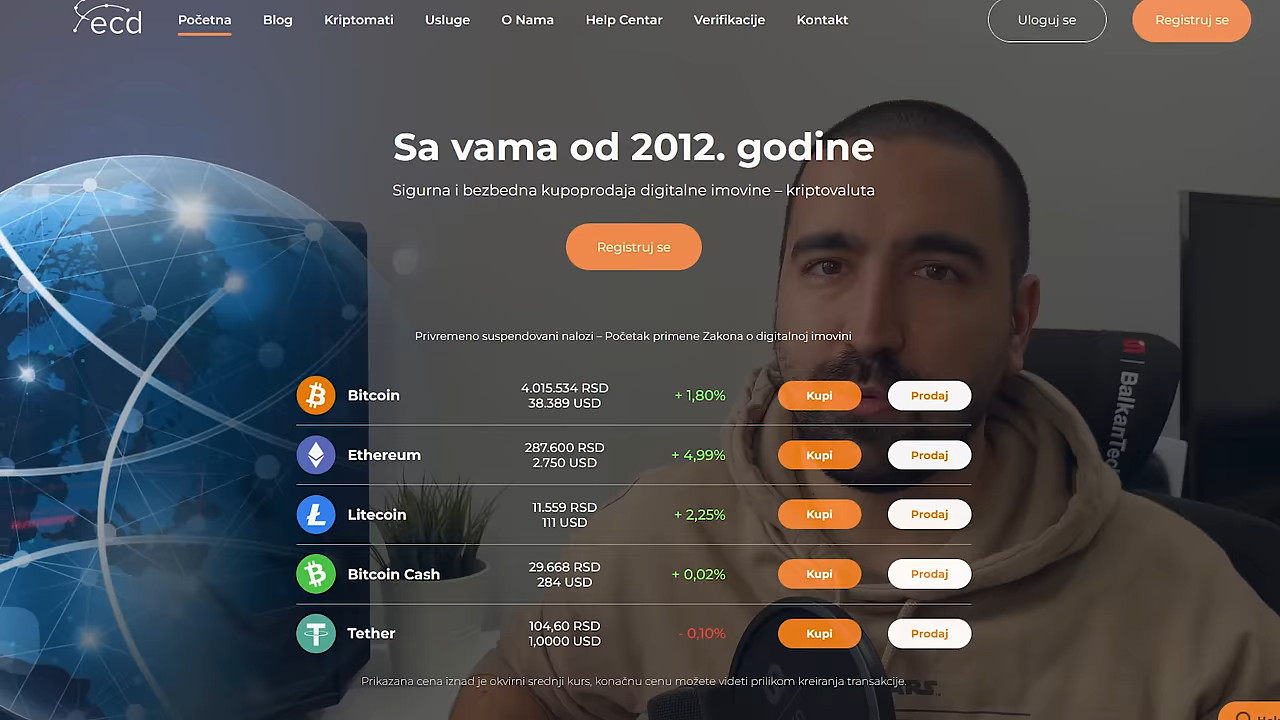 ecd
Početna Blog Kriptomati Usluge O Nama Help Centar Verifikacije Kontakt Uloguj se Registruj se
Sa vama od 2012. godine
Sigurna i bezbedna kupoprodaja digitalne imovine – kriptovaluta
Registruj se
Privremeno suspendovani nalozi – Početak primene Zakona o digitalnoj imovini
Bitcoin 4.015.534 RSD + 1,80% Kupi Prodaj
38.389 USD
Ethereum 287.600 RSD + 4,99% Kupi Prodaj
2.750 USD
Litecoin 11.559 RSD + 2,25% Kupi Prodaj
111 USD
Bitcoin Cash 29.668 RSD + 0,02% Kupi Prodaj
284 USD
Tether 104,60 RSD - 0,10% Kupi Prodaj
1,0000 USD
Prikazana cena iznad je okvirni srednji kurs, konačnu cenu možete videti prilikom kreiranja transakcije.